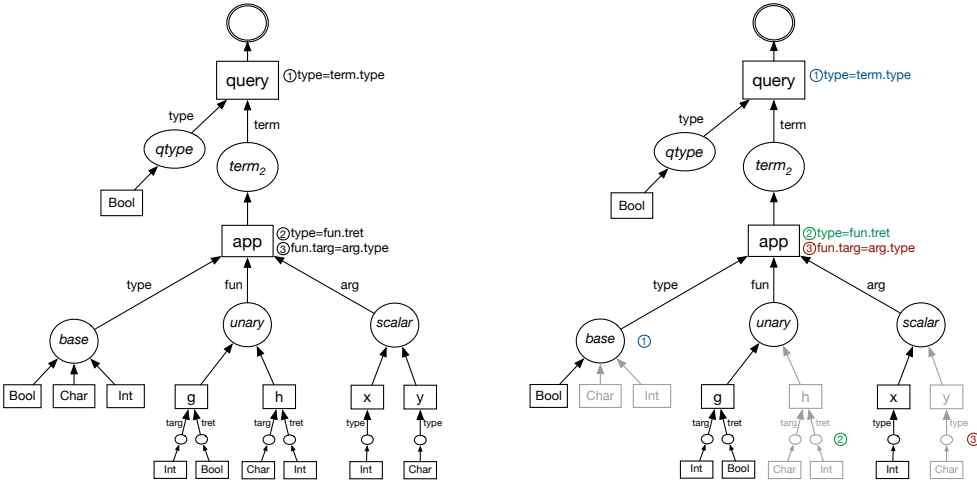 query
①type=term.type
type
term
qtype
term2
Bool
app
②type=fun.tret
③fun.targ=arg.type
type
fun
arg
base
unary
scalar
Bool
Char
Int
g
h
x
y
targ
tret
targ
tret
type
type
Int
Bool
Char
Int
Int
Char
query
①type=term.type
type
term
qtype
term2
Bool
app
②type=fun.tret
③fun.targ=arg.type
type
fun
arg
base
①
unary
scalar
Bool
Char
Int
g
h
x
y
targ
tret
targ
tret
type
type
②
③
Int
Bool
Char
Int
Int
Char